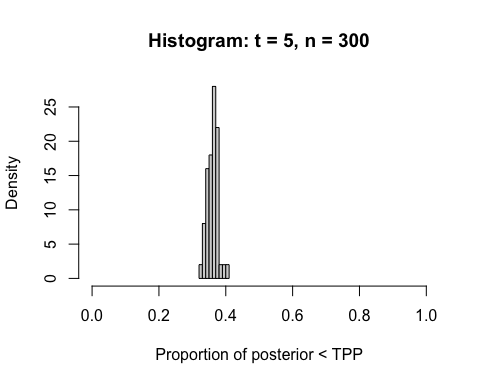 Histogram: t = 5, n = 300
Density
25
20
15
10
5
0
0.0 0.2 0.4 0.6 0.8 1.0
Proportion of posterior < TPP